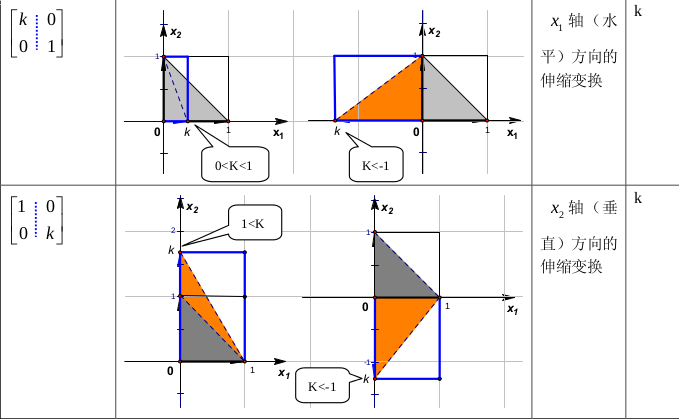 k 0
0 1
x₂
1
0
k
1
x₁
0<K<1
x₂
1
k
0
1
x₁
K<-1
x₁ 轴（水
平）方向的
伸缩变换
k
1 0
0 k
x₂
2
k
1
0
1
x₁
1<K
x₂
1
0
1
x₁
-1
k
K<-1
x₂ 轴（垂
直）方向的
伸缩变换
k